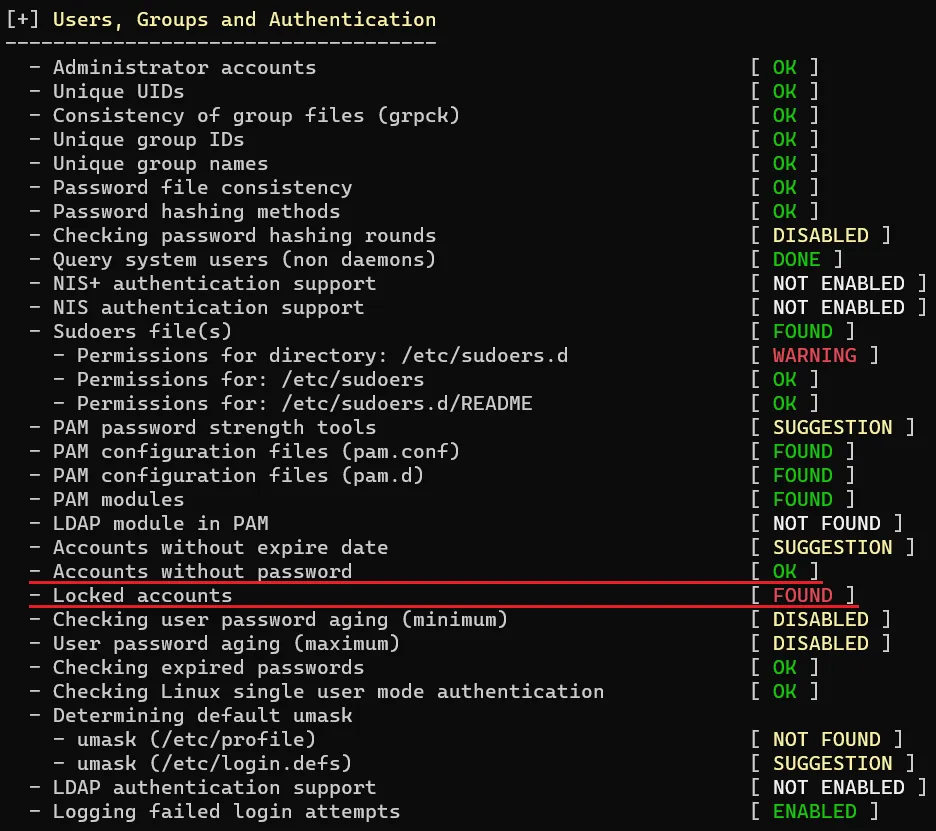 [+] Users, Groups and Authentication
------------------------------------
- Administrator accounts [ OK ]
- Unique UIDs [ OK ]
- Consistency of group files (grpck) [ OK ]
- Unique group IDs [ OK ]
- Unique group names [ OK ]
- Password file consistency [ OK ]
- Password hashing methods [ OK ]
- Checking password hashing rounds [ DISABLED ]
- Query system users (non daemons) [ DONE ]
- NIS+ authentication support [ NOT ENABLED ]
- NIS authentication support [ NOT ENABLED ]
- Sudoers file(s) [ FOUND ]
- Permissions for directory: /etc/sudoers.d [ WARNING ]
- Permissions for: /etc/sudoers [ OK ]
- Permissions for: /etc/sudoers.d/README [ OK ]
- PAM password strength tools [ SUGGESTION ]
- PAM configuration files (pam.conf) [ FOUND ]
- PAM configuration files (pam.d) [ FOUND ]
- PAM modules [ FOUND ]
- LDAP module in PAM [ NOT FOUND ]
- Accounts without expire date [ SUGGESTION ]
- Accounts without password [ OK ]
- Locked accounts [ FOUND ]
- Checking user password aging (minimum) [ DISABLED ]
- User password aging (maximum) [ DISABLED ]
- Checking expired passwords [ OK ]
- Checking Linux single user mode authentication [ OK ]
- Determining default umask
- umask (/etc/profile) [ NOT FOUND ]
- umask (/etc/login.defs) [ SUGGESTION ]
- LDAP authentication support [ NOT ENABLED ]
- Logging failed login attempts [ ENABLED ]